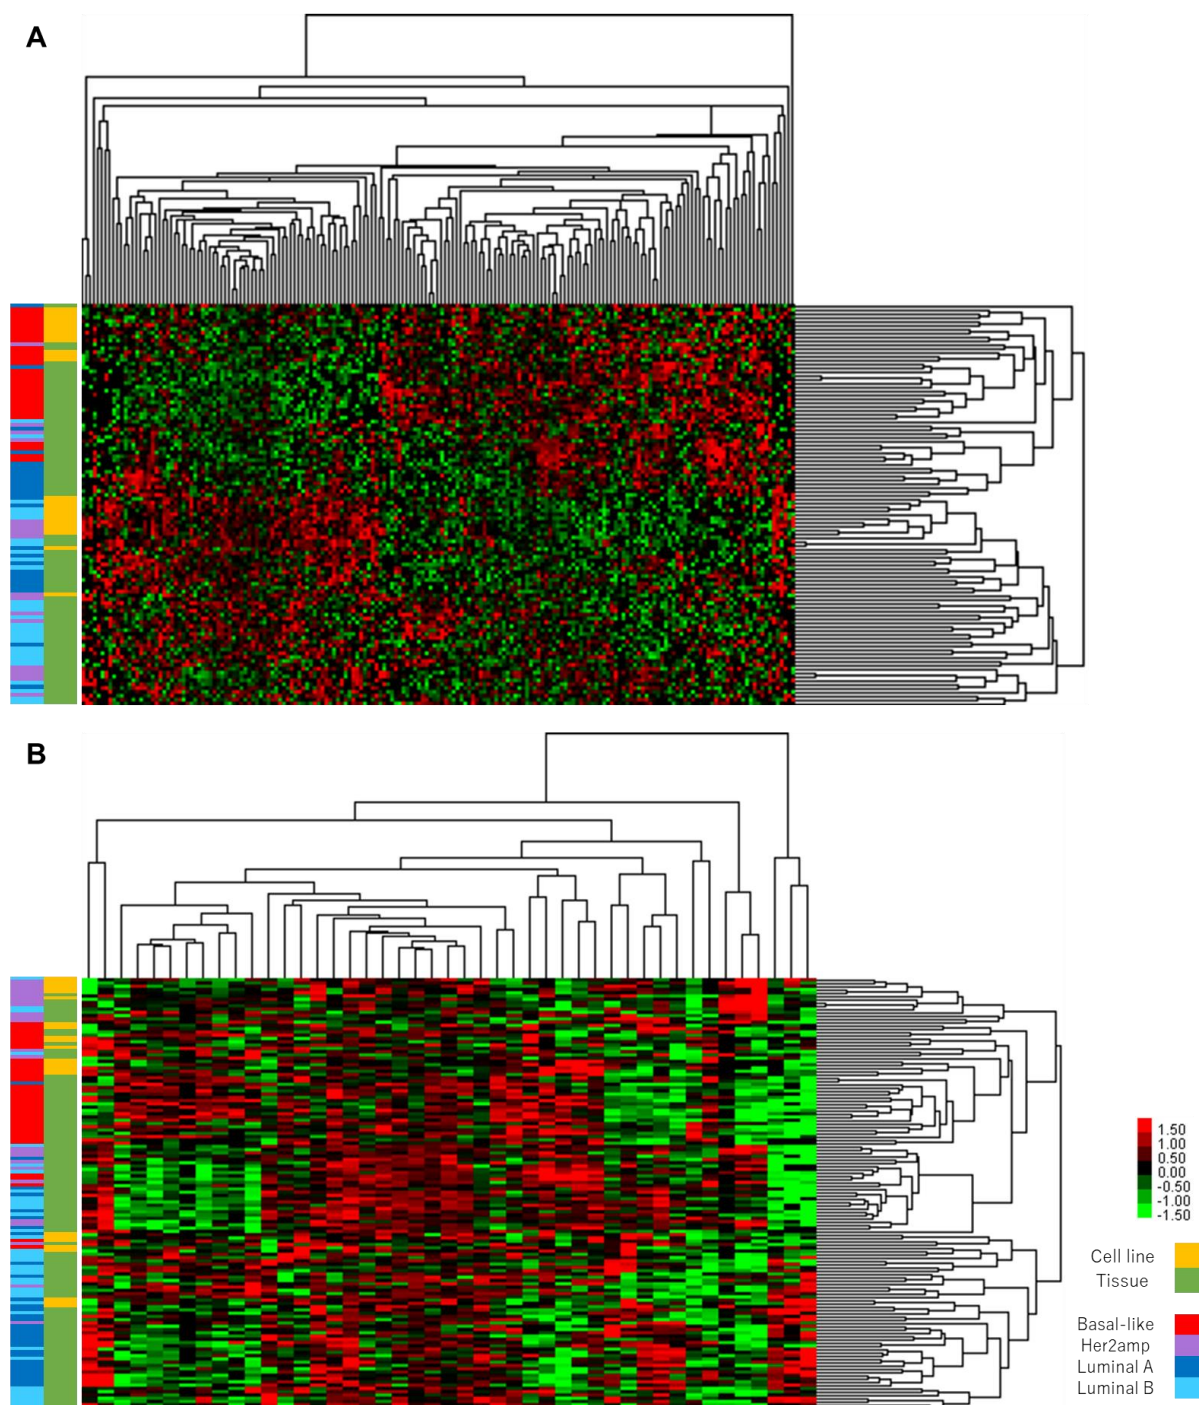 A
B
1.50
1.00
0.50
0.00
-0.50
-1.00
-1.50
Cell line
Tissue
Basal-like
Her2amp
Luminal A
Luminal B